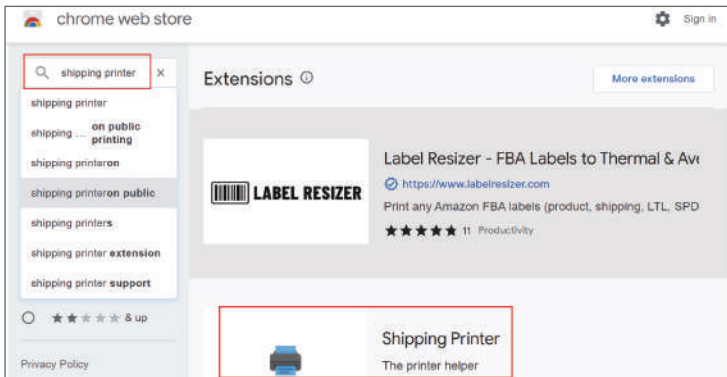 chrome web store
Sign in
shipping printer
shipping printer
shipping ... on public printing
shipping printeron
shipping printeron public
shipping printers
shipping printer extension
shipping printer support
& up
Privacy Policy
Extensions
More extensions
LABEL RESIZER
Label Resizer - FBA Labels to Thermal & Ave
https://www.labelresizer.com
Print any Amazon FBA labels (product, shipping, LTL, SPD
11 Productivity
Shipping Printer
The printer helper